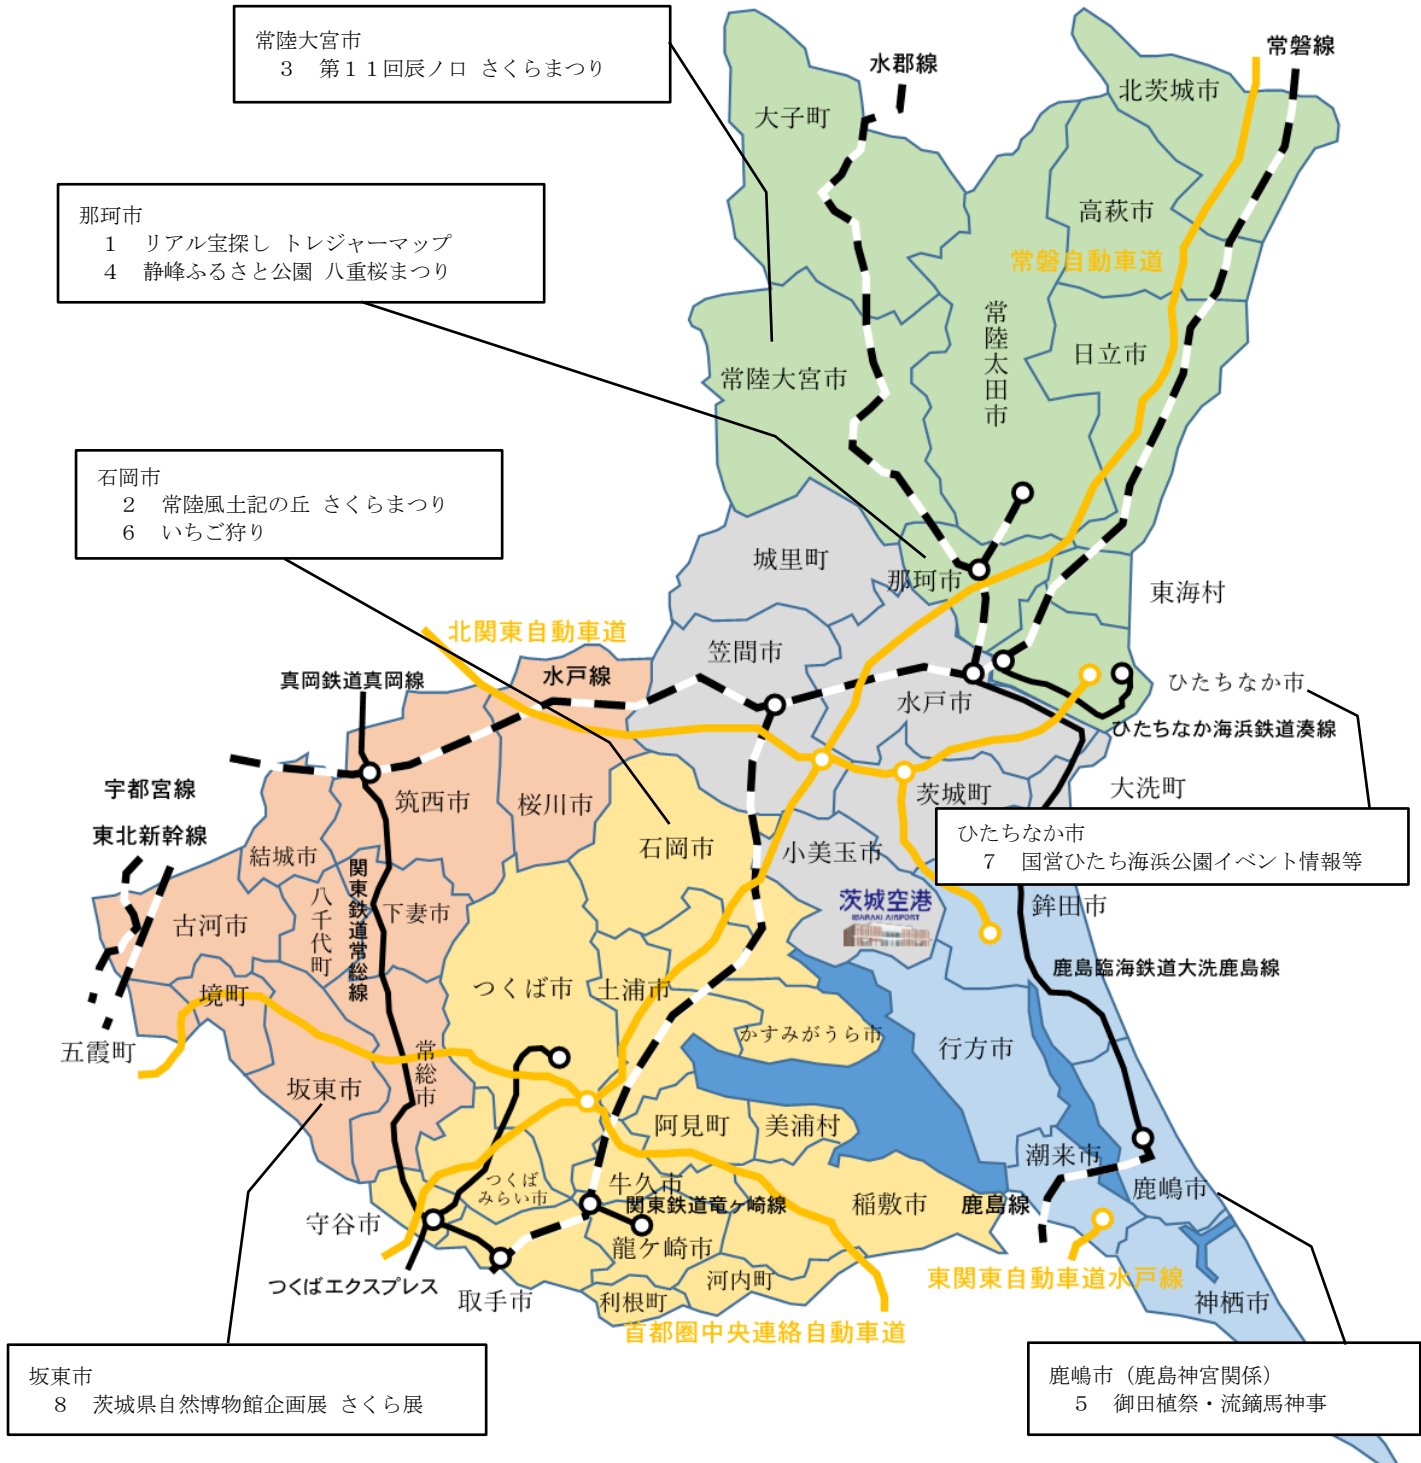 常陸大宮市
3 第11回辰ノ口 さくらまつり
水郡線
常磐線
北茨城市
大子町
那珂市
1 リアル宝探し トレジャーマップ
4 静峰ふるさと公園 八重桜まつり
高萩市
常磐自動車道
常陸太田市
日立市
常陸大宮市
石岡市
2 常陸風土記の丘 さくらまつり
6 いちご狩り
城里町
那珂市
東海村
北関東自動車道
笠間市
水戸線
真岡鉄道真岡線
ひたちなか市
水戸市
ひたちなか海浜鉄道湊線
宇都宮線
筑西市
桜川市
茨城町
大洗町
東北新幹線
結城市
石岡市
小美玉市
ひたちなか市
7 国営ひたち海浜公園イベント情報等
関東鉄道常総線
八千代町
下妻市
古河市
茨城空港
IBARAKI AIRPORT
鉾田市
鹿島臨海鉄道大洗鹿島線
境町
つくば市
土浦市
かすみがうら市
行方市
五霞町
常総市
坂東市
阿見町
美浦村
潮来市
つくば
みらい市
牛久市
鹿嶋市
稲敷市
鹿島線
関東鉄道竜ヶ崎線
守谷市
龍ケ崎市
つくばエクスプレス
河内町
東関東自動車道水戸線
取手市
利根町
神栖市
首都圏中央連絡自動車道
坂東市
8 茨城県自然博物館企画展 さくら展
鹿嶋市（鹿島神宮関係）
5 御田植祭・流鏑馬神事